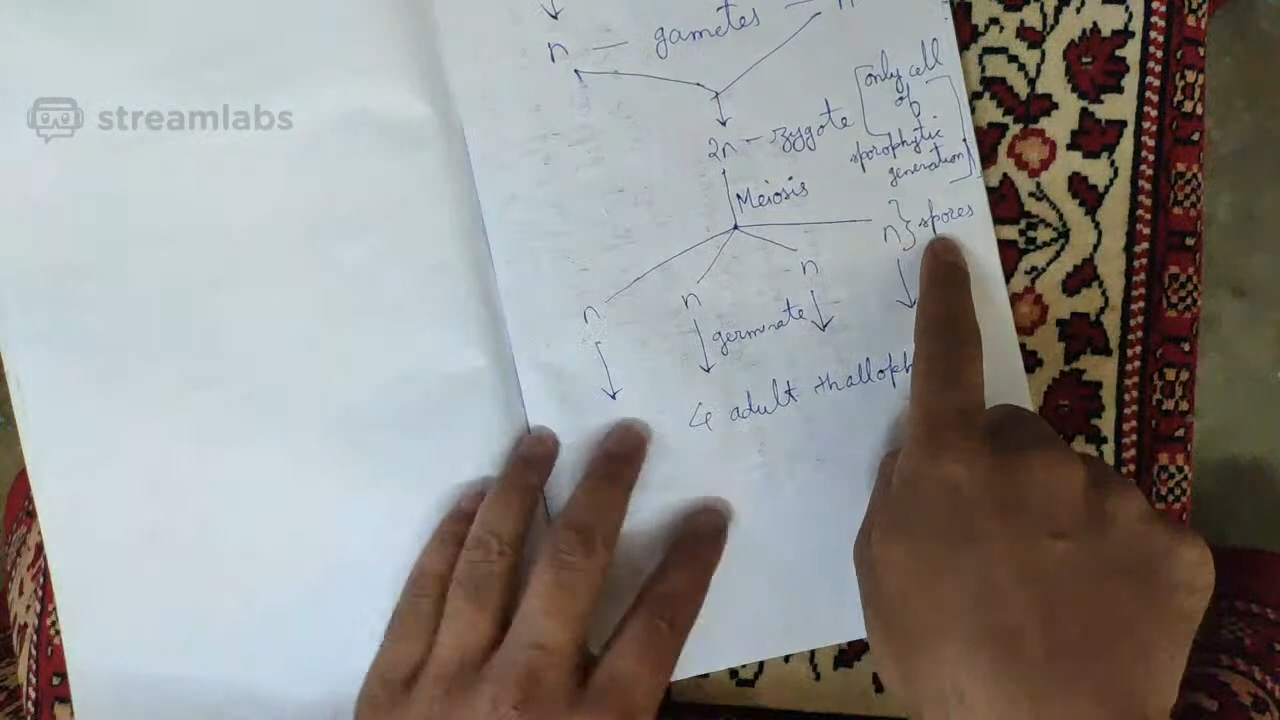 streamlabs
n — gametes — n
only cell
of
sporophytic
generation
2n - zygote
Meiosis
n } spores
n n n
germinate
4 adult thalloph